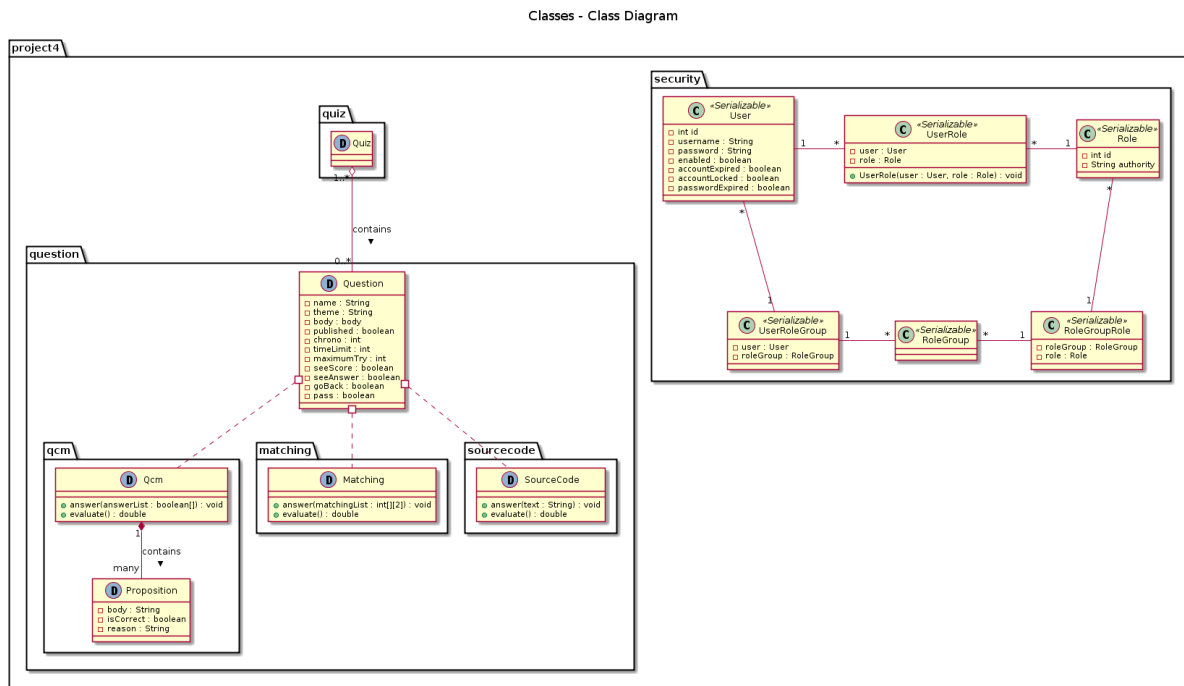 Classes - Class Diagram
project4
quiz
D Quiz
1..*
contains
▼
0..*
question
D Question
name : String
theme : String
body : body
published : boolean
chrono : int
timeLimit : int
maximumTry : int
seeScore : boolean
seeAnswer : boolean
goBack : boolean
pass : boolean
qcm
D Qcm
answer(answerList : boolean[]) : void
evaluate() : double
1
contains
▼
many
D Proposition
body : String
isCorrect : boolean
reason : String
matching
D Matching
answer(matchingList : int[][2]) : void
evaluate() : double
sourcecode
D SourceCode
answer(text : String) : void
evaluate() : double
security
C «Serializable»
User
int id
username : String
password : String
enabled : boolean
accountExpired : boolean
accountLocked : boolean
passwordExpired : boolean
1 *
C «Serializable»
UserRole
user : User
role : Role
UserRole(user : User, role : Role) : void
* 1
C «Serializable»
Role
int id
String authority
*
1
*
1
C «Serializable»
UserRoleGroup
user : User
roleGroup : RoleGroup
1 *
C «Serializable»
RoleGroup
* 1
C «Serializable»
RoleGroupRole
roleGroup : RoleGroup
role : Role